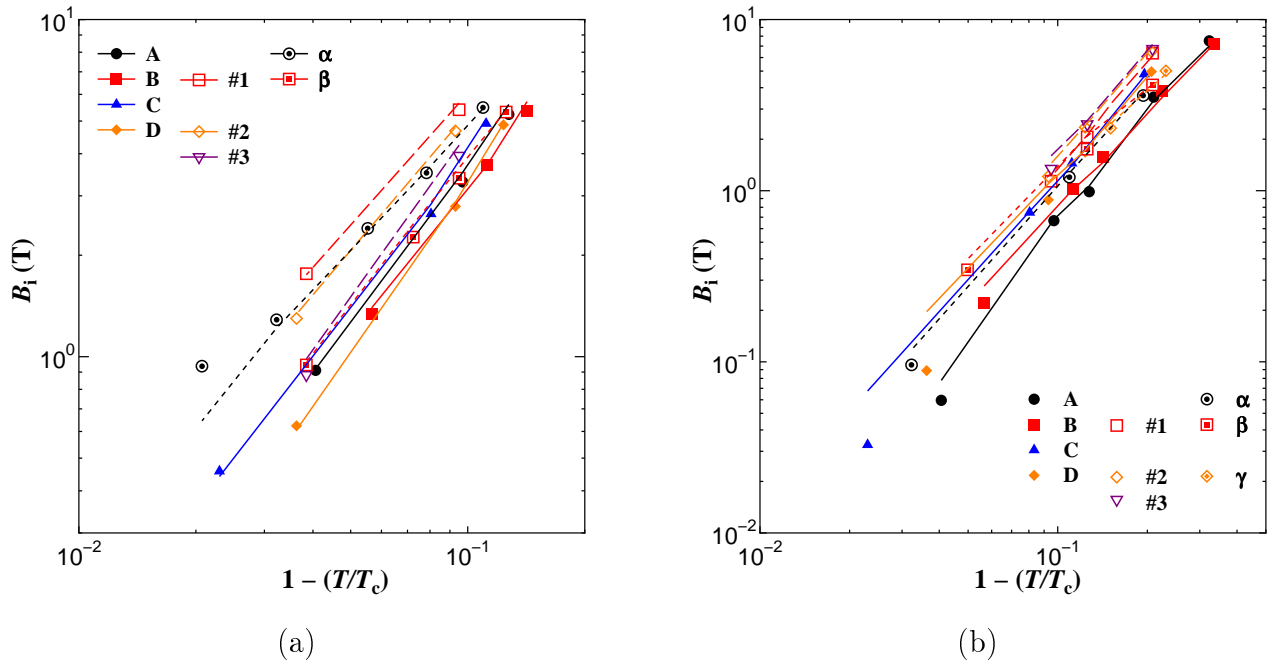 10^1
A
α
B
#1
β
C
D
#2
#3
B_i (T)
10^0
10^−2
10^−1
1 − (T/T_c)
(a)
10^1
10^0
B_i (T)
10^−1
A
α
B
#1
β
C
D
#2
γ
#3
10^−2
10^−2
10^−1
1 − (T/T_c)
(b)